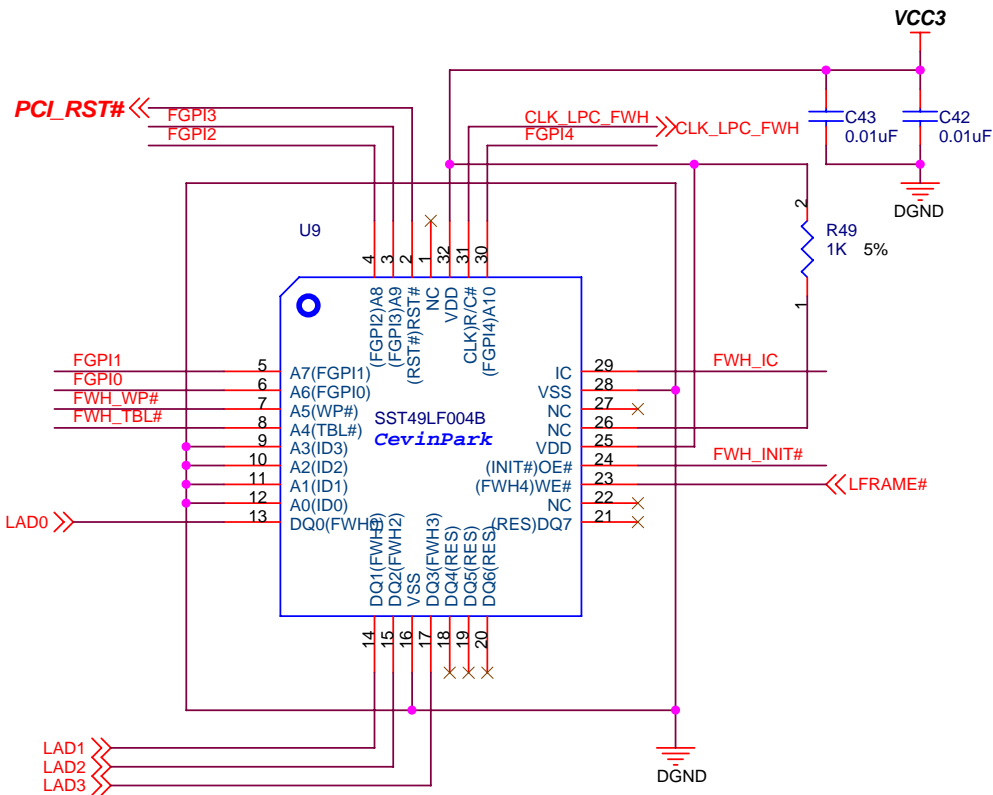 VCC3
PCI_RST#
FGPI3
FGPI2
CLK_LPC_FWH
FGPI4
CLK_LPC_FWH
C43
0.01uF
C42
0.01uF
DGND
U9
4
3
2
1
32
31
30
2
R49
1K 5%
1
(FGPI2)A8
(FGPI3)A9
(RST#)RST#
NC
VDD
CLK)R/C#
(FGPI4)A10
FGPI1
5
A7(FGPI1)
FGPI0
6
A6(FGPI0)
FWH_WP#
7
A5(WP#)
FWH_TBL#
8
A4(TBL#)
9
A3(ID3)
10
A2(ID2)
11
A1(ID1)
12
A0(ID0)
LAD0
13
DQ0(FWH0)
SST49LF004B
CevinPark
IC
29
FWH_IC
VSS
28
NC
27
NC
26
VDD
25
(INIT#)OE#
24
FWH_INIT#
(FWH4)WE#
23
LFRAME#
NC
22
(RES)DQ7
21
DQ1(FWH1)
DQ2(FWH2)
VSS
DQ3(FWH3)
DQ4(RES)
DQ5(RES)
DQ6(RES)
14
15
16
17
18
19
20
LAD1
LAD2
LAD3
DGND